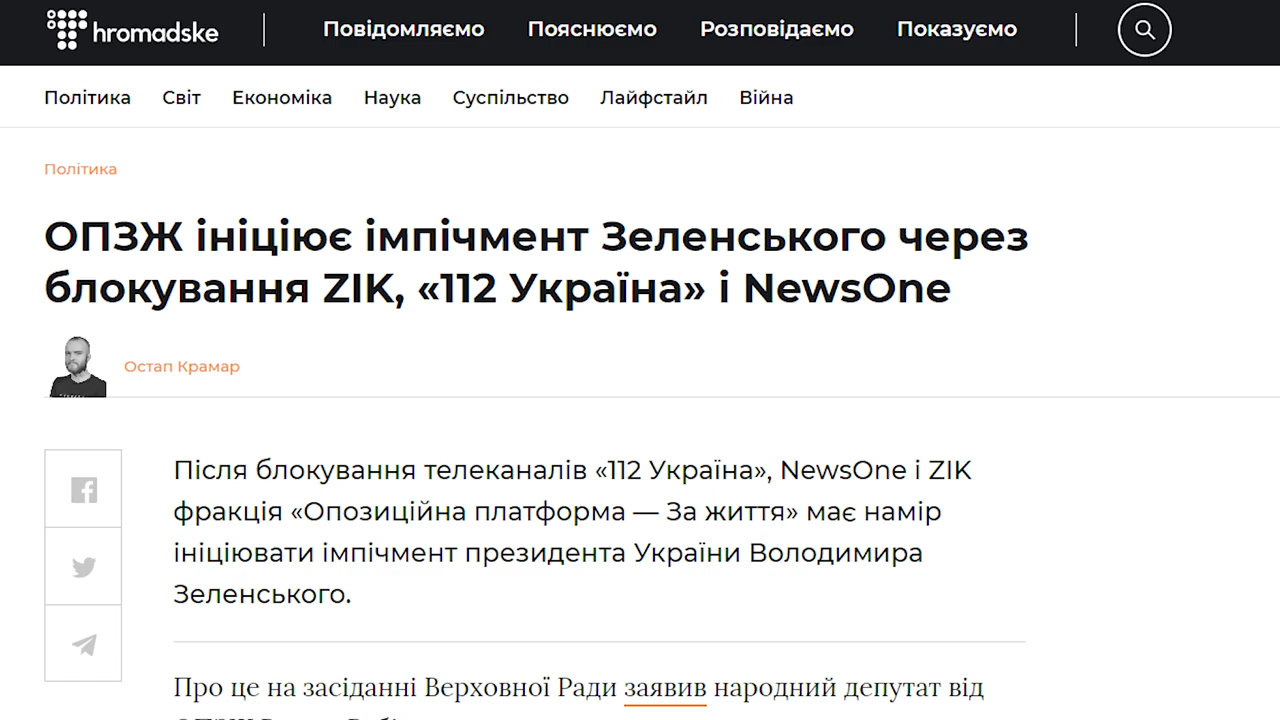 hromadske
Повідомляємо Пояснюємо Розповідаємо Показуємо
Політика Світ Економіка Наука Суспільство Лайфстайл Війна
Політика
ОПЗЖ ініціює імпічмент Зеленського через
блокування ZIK, «112 Україна» і NewsOne
Остап Крамар
Після блокування телеканалів «112 Україна», NewsOne і ZIK
фракція «Опозиційна платформа — За життя» має намір
ініціювати імпічмент президента України Володимира
Зеленського.
Про це на засіданні Верховної Ради заявив народний депутат від